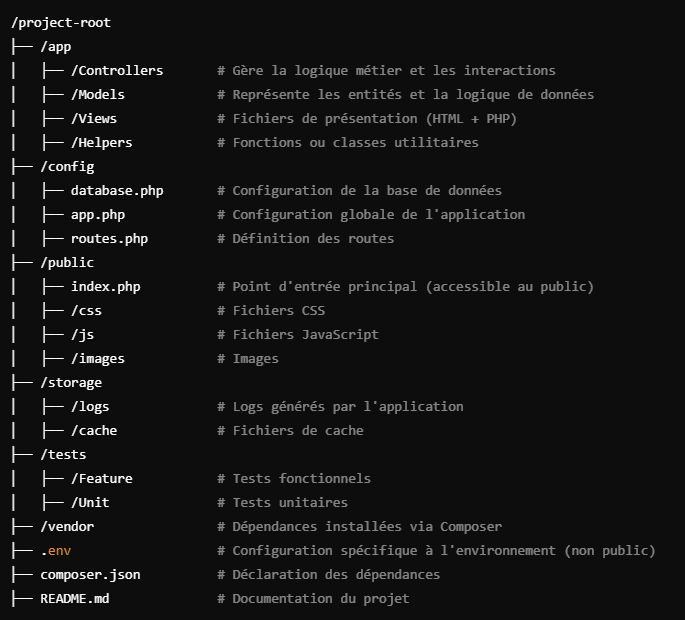 /project-root
├── /app
│   ├── /Controllers       # Gère la logique métier et les interactions
│   ├── /Models            # Représente les entités et la logique de données
│   ├── /Views             # Fichiers de présentation (HTML + PHP)
│   ├── /Helpers           # Fonctions ou classes utilitaires
├── /config
│   ├── database.php       # Configuration de la base de données
│   ├── app.php            # Configuration globale de l'application
│   ├── routes.php         # Définition des routes
├── /public
│   ├── index.php          # Point d'entrée principal (accessible au public)
│   ├── /css               # Fichiers CSS
│   ├── /js                # Fichiers JavaScript
│   ├── /images            # Images
├── /storage
│   ├── /logs              # Logs générés par l'application
│   ├── /cache             # Fichiers de cache
├── /tests
│   ├── /Feature           # Tests fonctionnels
│   ├── /Unit              # Tests unitaires
├── /vendor                # Dépendances installées via Composer
├── .env                   # Configuration spécifique à l'environnement (non public)
├── composer.json          # Déclaration des dépendances
├── README.md              # Documentation du projet